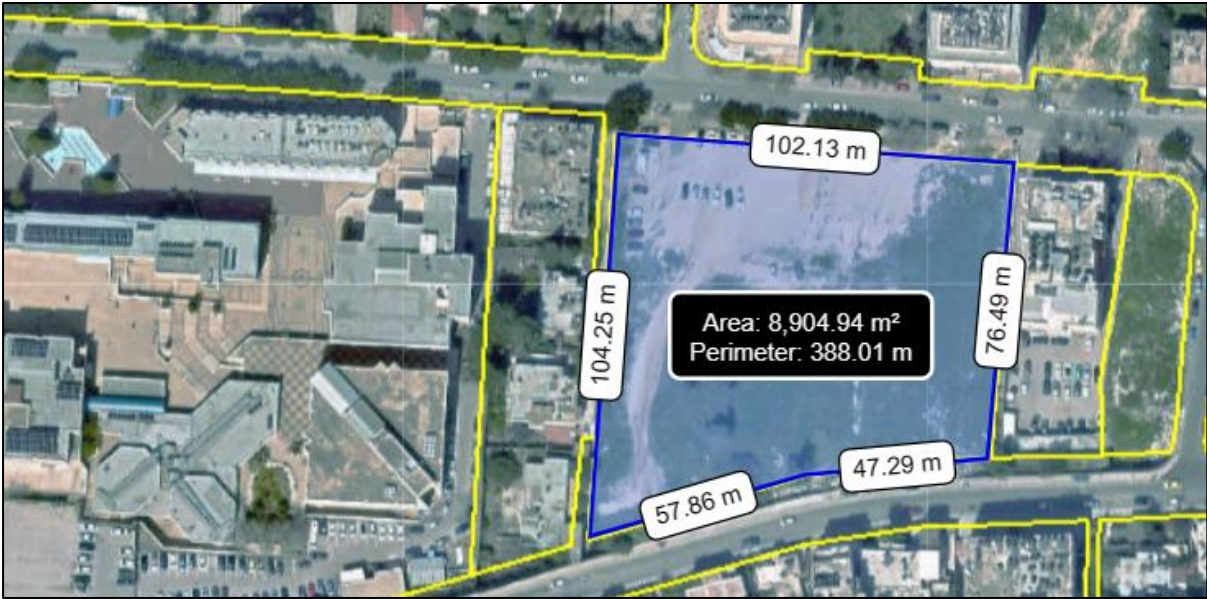 102.13 m
104.25 m
Area: 8,904.94 m²
Perimeter: 388.01 m
76.49 m
47.29 m
57.86 m